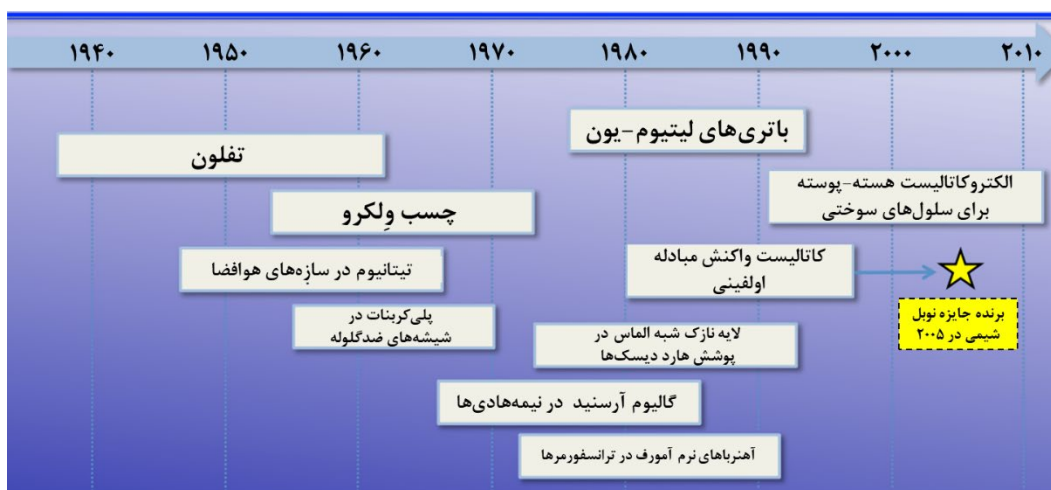 ۱۹۴۰ ۱۹۵۰ ۱۹۶۰ ۱۹۷۰ ۱۹۸۰ ۱۹۹۰ ۲۰۰۰ ۲۰۱۰
تفلون
باتری‌های لیتیوم-یون
چسب وِلکرو
الکتروکاتالیست هسته-پوسته
برای سلول‌های سوختی
تیتانیوم در سازه‌های هوافضا
کاتالیست واکنش مبادله
اولفینی
پلی‌کربنات در
شیشه‌های ضدگلوله
لایه نازک شبه الماس در
پوشش هارد دیسک‌ها
برنده جایزه نوبل
شیمی در ۲۰۰۵
گالیوم آرسنید در نیمه‌هادی‌ها
آهنرباهای نرم آمورف در ترانسفورمرها